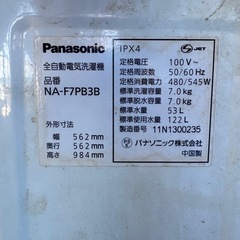 Panasonic
全自動電気洗濯機
品番
NA-F7PB3B
外形寸法
幅 562mm
奥行 562mm
高さ 984mm
IPX4
JET
定格電圧 100V~
定格周波数 50/60Hz
定格消費電力 480/545W
標準洗濯容量 7.0kg
標準脱水容量 7.0kg
標準水量 53L
標準使用水量 122L
製造番号 11N1300235
パナソニック株式会社
中国製